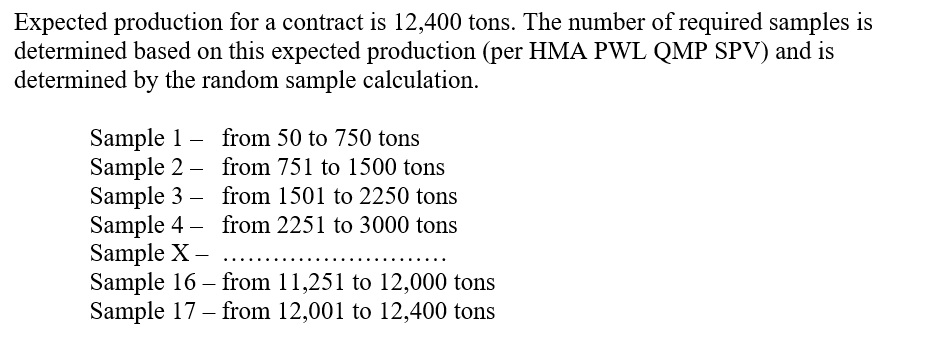 Expected production for a contract is 12,400 tons. The number of required samples is
determined based on this expected production (per HMA PWL QMP SPV) and is
determined by the random sample calculation.
Sample 1 – from 50 to 750 tons
Sample 2 – from 751 to 1500 tons
Sample 3 – from 1501 to 2250 tons
Sample 4 – from 2251 to 3000 tons
Sample X – ………………………
Sample 16 – from 11,251 to 12,000 tons
Sample 17 – from 12,001 to 12,400 tons